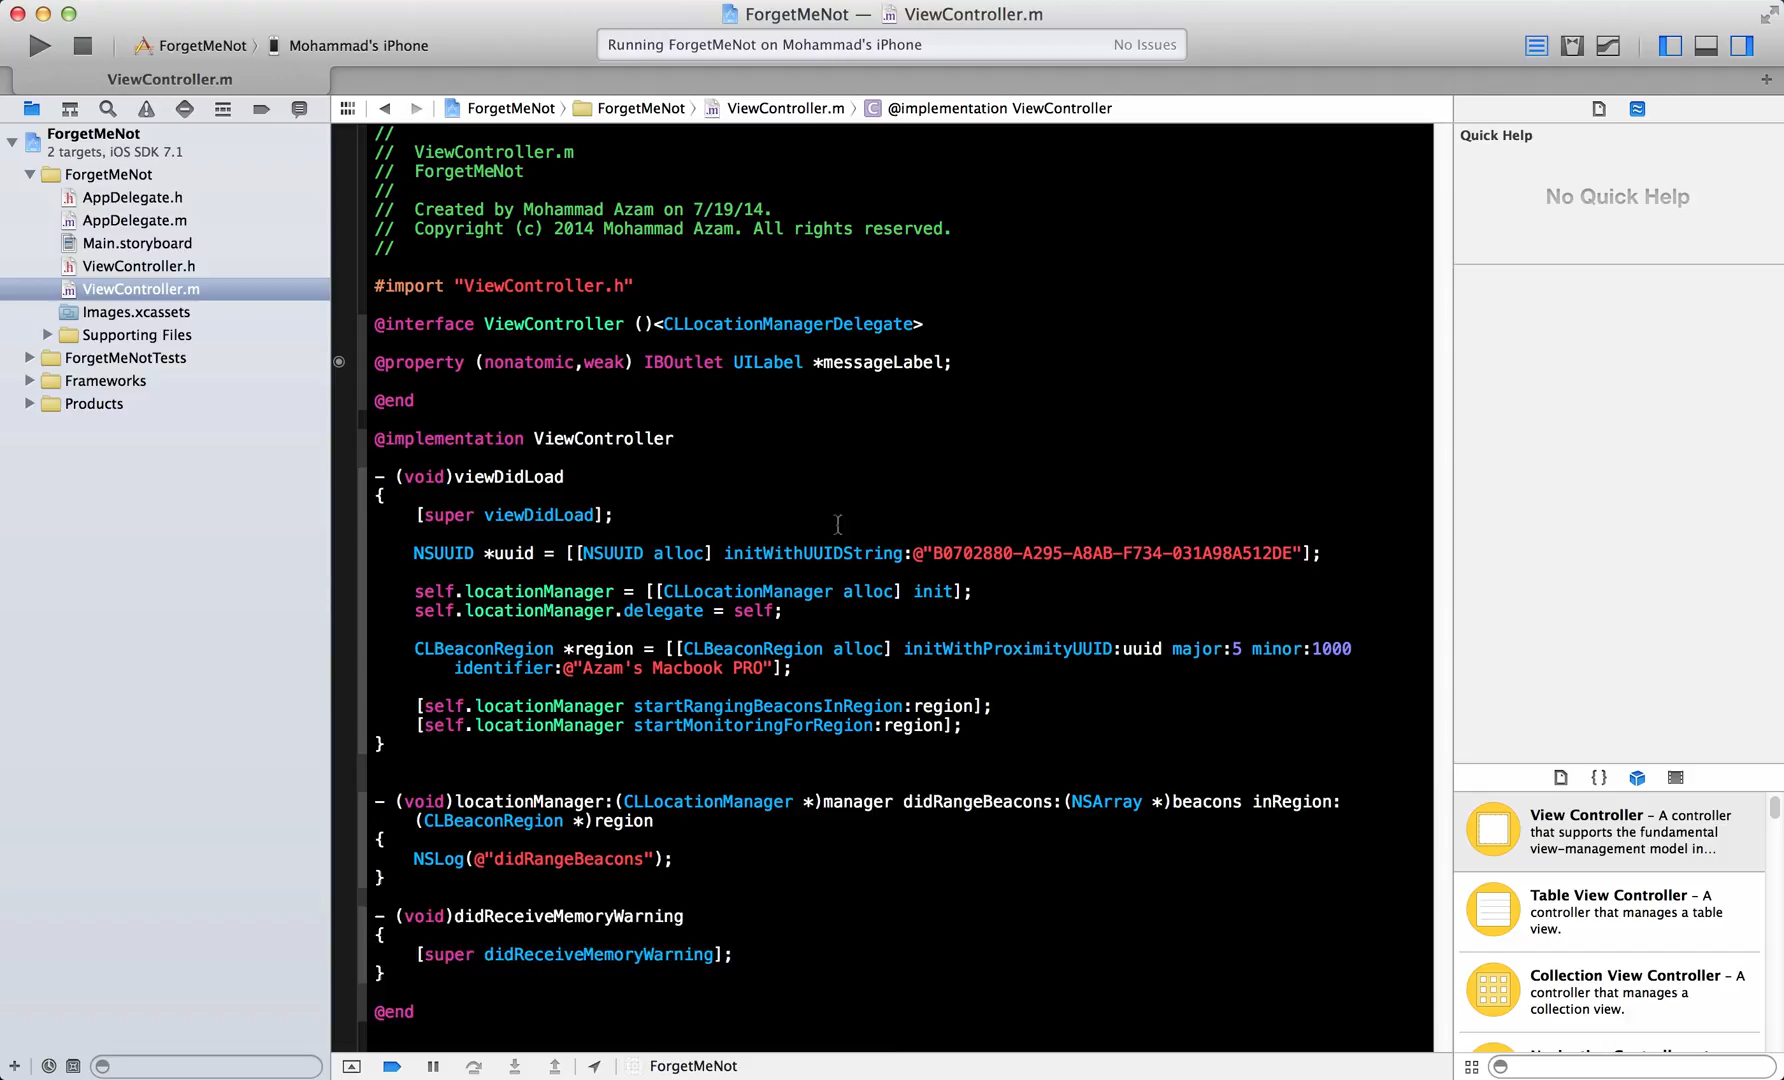 ForgetMeNot — ViewController.m
ForgetMeNot
Mohammad's iPhone
Running ForgetMeNot on Mohammad's iPhone
No Issues
ViewController.m
ForgetMeNot
ForgetMeNot
ViewController.m
@implementation ViewController
ForgetMeNot
2 targets, iOS SDK 7.1
ForgetMeNot
AppDelegate.h
AppDelegate.m
Main.storyboard
ViewController.h
ViewController.m
Images.xcassets
Supporting Files
ForgetMeNotTests
Frameworks
Products
//
//  ViewController.m
//  ForgetMeNot
//
//  Created by Mohammad Azam on 7/19/14.
//  Copyright (c) 2014 Mohammad Azam. All rights reserved.
//
#import "ViewController.h"
@interface ViewController ()<CLLocationManagerDelegate>
@property (nonatomic,weak) IBOutlet UILabel *messageLabel;
@end
@implementation ViewController
- (void)viewDidLoad
{
[super viewDidLoad];
NSUUID *uuid = [[NSUUID alloc] initWithUUIDString:@"B0702880-A295-A8AB-F734-031A98A512DE"];
self.locationManager = [[CLLocationManager alloc] init];
self.locationManager.delegate = self;
CLBeaconRegion *region = [[CLBeaconRegion alloc] initWithProximityUUID:uuid major:5 minor:1000
identifier:@"Azam's Macbook PRO"];
[self.locationManager startRangingBeaconsInRegion:region];
[self.locationManager startMonitoringForRegion:region];
}
- (void)locationManager:(CLLocationManager *)manager didRangeBeacons:(NSArray *)beacons inRegion:
(CLBeaconRegion *)region
{
NSLog(@"didRangeBeacons");
}
- (void)didReceiveMemoryWarning
{
[super didReceiveMemoryWarning];
}
@end
ForgetMeNot
Quick Help
No Quick Help
View Controller – A controller
that supports the fundamental
view-management model in...
Table View Controller – A
controller that manages a table
view.
Collection View Controller – A
controller that manages a
collection view.